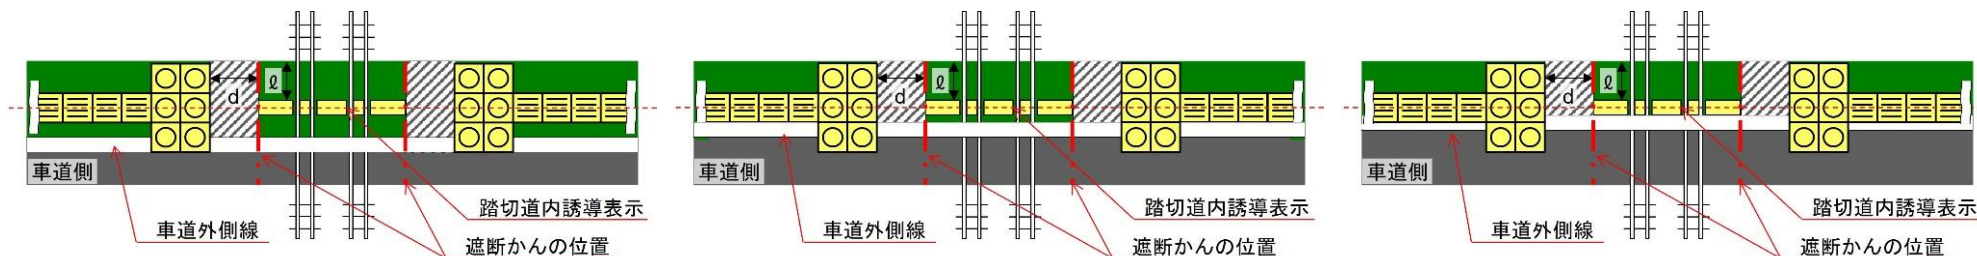 ℓ
d
車道側
踏切道内誘導表示
車道外側線
遮断かんの位置
ℓ
d
車道側
踏切道内誘導表示
車道外側線
遮断かんの位置
ℓ
d
車道側
踏切道内誘導表示
車道外側線
遮断かんの位置